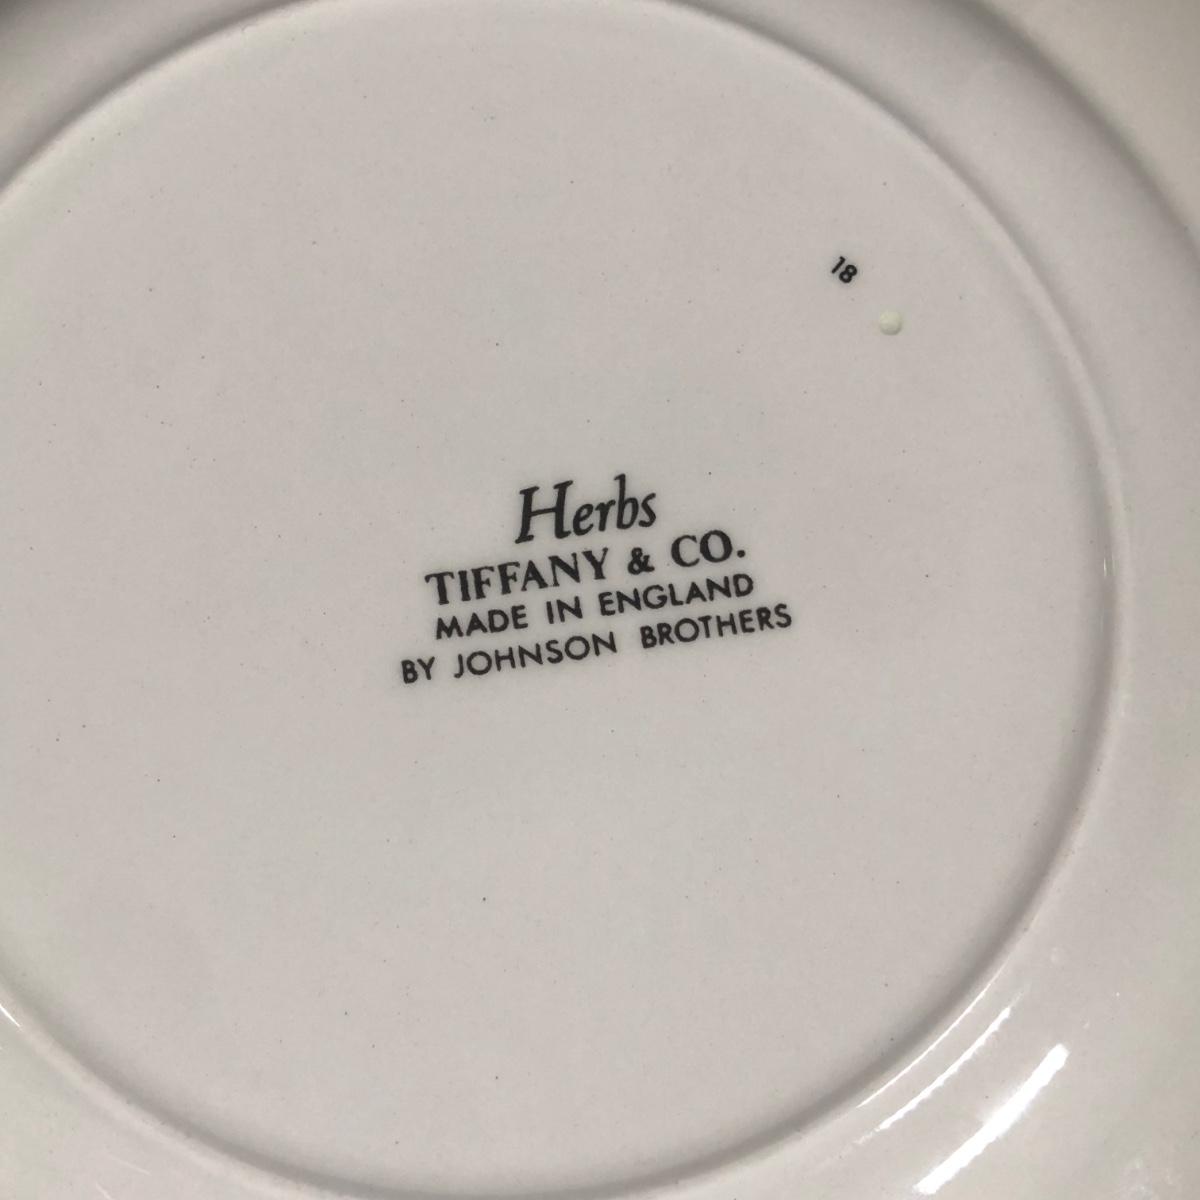 18
Herbs
TIFFANY & CO.
MADE IN ENGLAND
BY JOHNSON BROTHERS